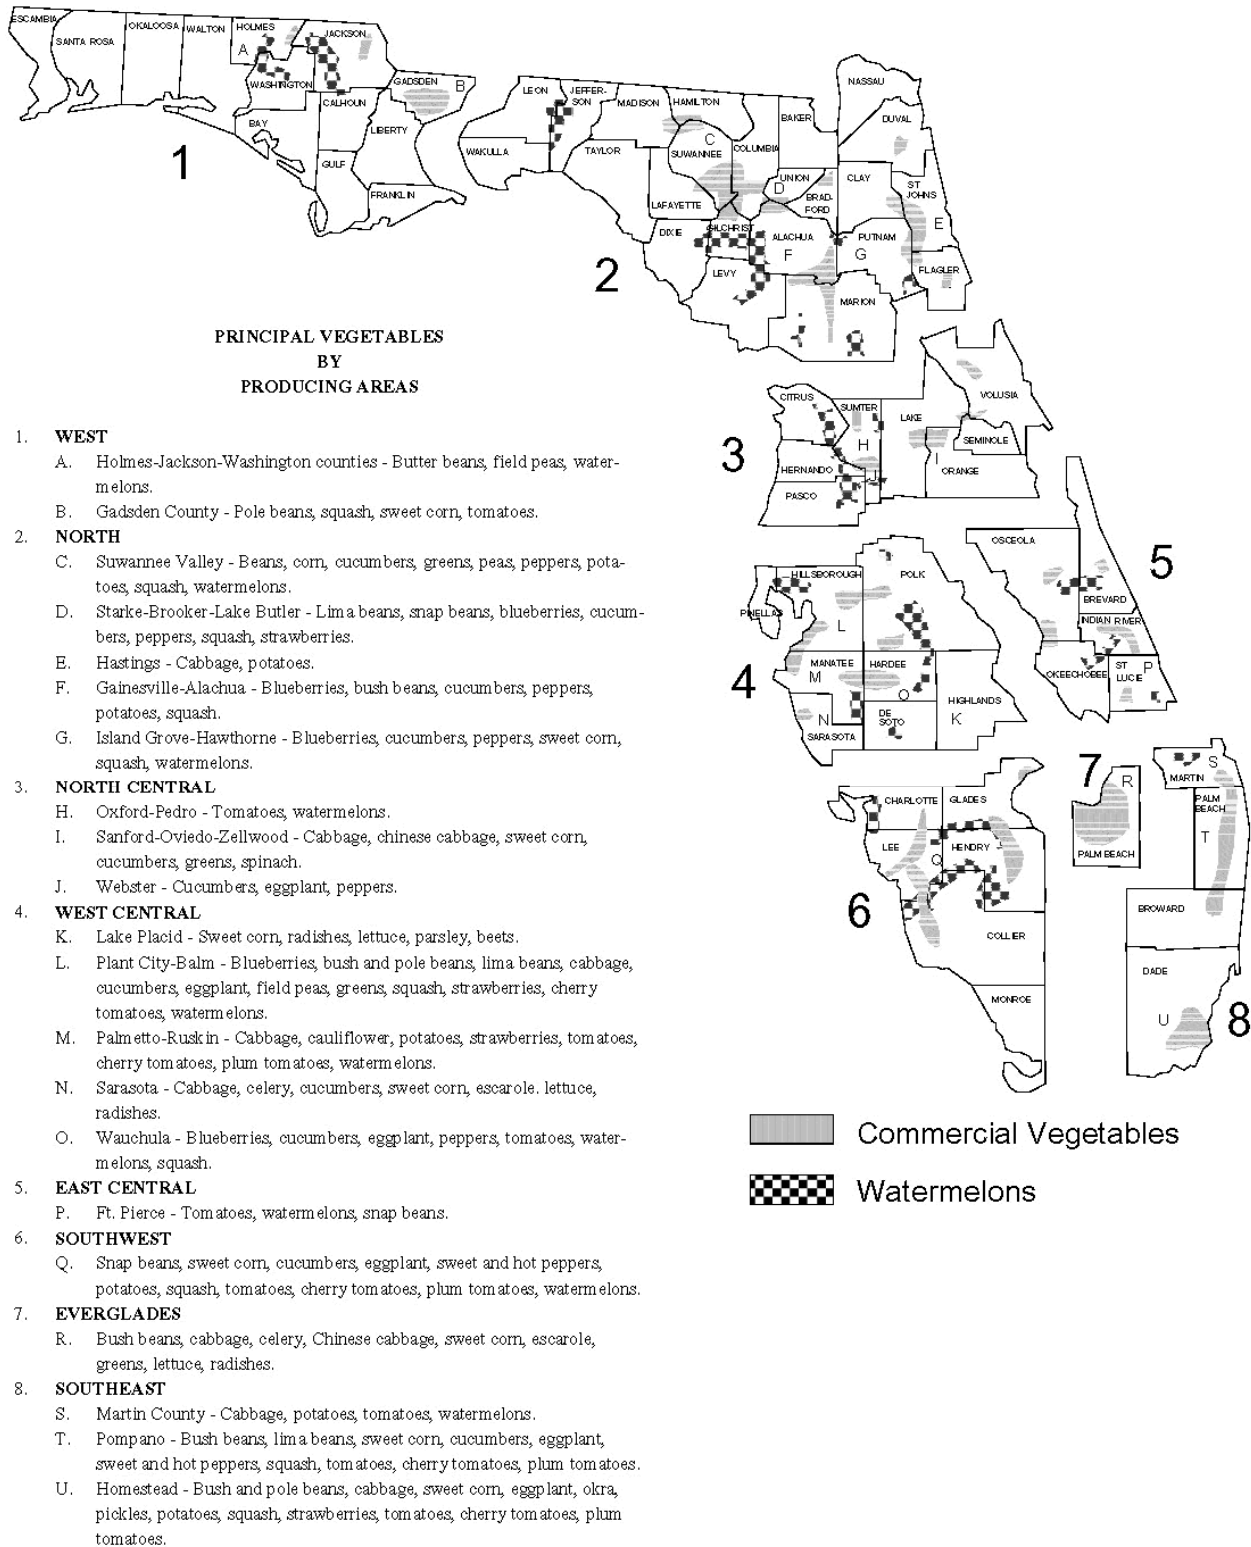 ESCAMBIA
SANTA ROSA
OKALOOSA
WALTON
HOLMES
A
JACKSON
WASHINGTON
GADSDEN
B
CALHOUN
BAY
LIBERTY
GULF
FRANKLIN
1
LEON
JEFFER-
SON
MADISON
HAMILTON
WAKULLA
TAYLOR
C
SUWANNEE
COLUMBIA
BAKER
NASSAU
DUVAL
UNION
D
BRAD-
FORD
CLAY
ST
JOHNS
E
LAFAYETTE
DIXIE
GILCHRIST
ALACHUA
F
PUTNAM
G
FLAGLER
LEVY
MARION
2
PRINCIPAL VEGETABLES
BY
PRODUCING AREAS
1. WEST
A. Holmes-Jackson-Washington counties - Butter beans, field peas, water-
melons.
B. Gadsden County - Pole beans, squash, sweet corn, tomatoes.
2. NORTH
C. Suwannee Valley - Beans, corn, cucumbers, greens, peas, peppers, pota-
toes, squash, watermelons.
D. Starke-Brooker-Lake Butler - Lima beans, snap beans, blueberries, cucum-
bers, peppers, squash, strawberries.
E. Hastings - Cabbage, potatoes.
F. Gainesville-Alachua - Blueberries, bush beans, cucumbers, peppers,
potatoes, squash.
G. Island Grove-Hawthorne - Blueberries, cucumbers, peppers, sweet corn,
squash, watermelons.
3. NORTH CENTRAL
H. Oxford-Pedro - Tomatoes, watermelons.
I. Sanford-Oviedo-Zellwood - Cabbage, chinese cabbage, sweet corn,
cucumbers, greens, spinach.
J. Webster - Cucumbers, eggplant, peppers.
4. WEST CENTRAL
K. Lake Placid - Sweet corn, radishes, lettuce, parsley, beets.
L. Plant City-Balm - Blueberries, bush and pole beans, lima beans, cabbage,
cucumbers, eggplant, field peas, greens, squash, strawberries, cherry
tomatoes, watermelons.
M. Palmetto-Ruskin - Cabbage, cauliflower, potatoes, strawberries, tomatoes,
cherry tomatoes, plum tomatoes, watermelons.
N. Sarasota - Cabbage, celery, cucumbers, sweet corn, escarole. lettuce,
radishes.
O. Wauchula - Blueberries, cucumbers, eggplant, peppers, tomatoes, water-
melons, squash.
5. EAST CENTRAL
P. Ft. Pierce - Tomatoes, watermelons, snap beans.
6. SOUTHWEST
Q. Snap beans, sweet corn, cucumbers, eggplant, sweet and hot peppers,
potatoes, squash, tomatoes, cherry tomatoes, plum tomatoes, watermelons.
7. EVERGLADES
R. Bush beans, cabbage, celery, Chinese cabbage, sweet corn, escarole,
greens, lettuce, radishes.
8. SOUTHEAST
S. Martin County - Cabbage, potatoes, tomatoes, watermelons.
T. Pompano - Bush beans, lima beans, sweet corn, cucumbers, eggplant,
sweet and hot peppers, squash, tomatoes, cherry tomatoes, plum tomatoes.
U. Homestead - Bush and pole beans, cabbage, sweet corn, eggplant, okra,
pickles, potatoes, squash, strawberries, tomatoes, cherry tomatoes, plum
tomatoes.
CITRUS
SUMTER
H
LAKE
VOLUSIA
SEMINOLE
I
ORANGE
HERNANDO
J
PASCO
3
HILLSBOROUGH
POLK
PINELLAS
L
MANATEE
M
HARDEE
O
HIGHLANDS
K
N
SARASOTA
DE
SOTO
4
OSCEOLA
BREVARD
INDIAN RIVER
OKEECHOBEE
ST
LUCIE
P
5
CHARLOTTE
GLADES
LEE
Q
HENDRY
COLLIER
MONROE
6
7
R
PALM BEACH
S
MARTIN
PALM
BEACH
T
BROWARD
DADE
U
8
Commercial Vegetables
Watermelons